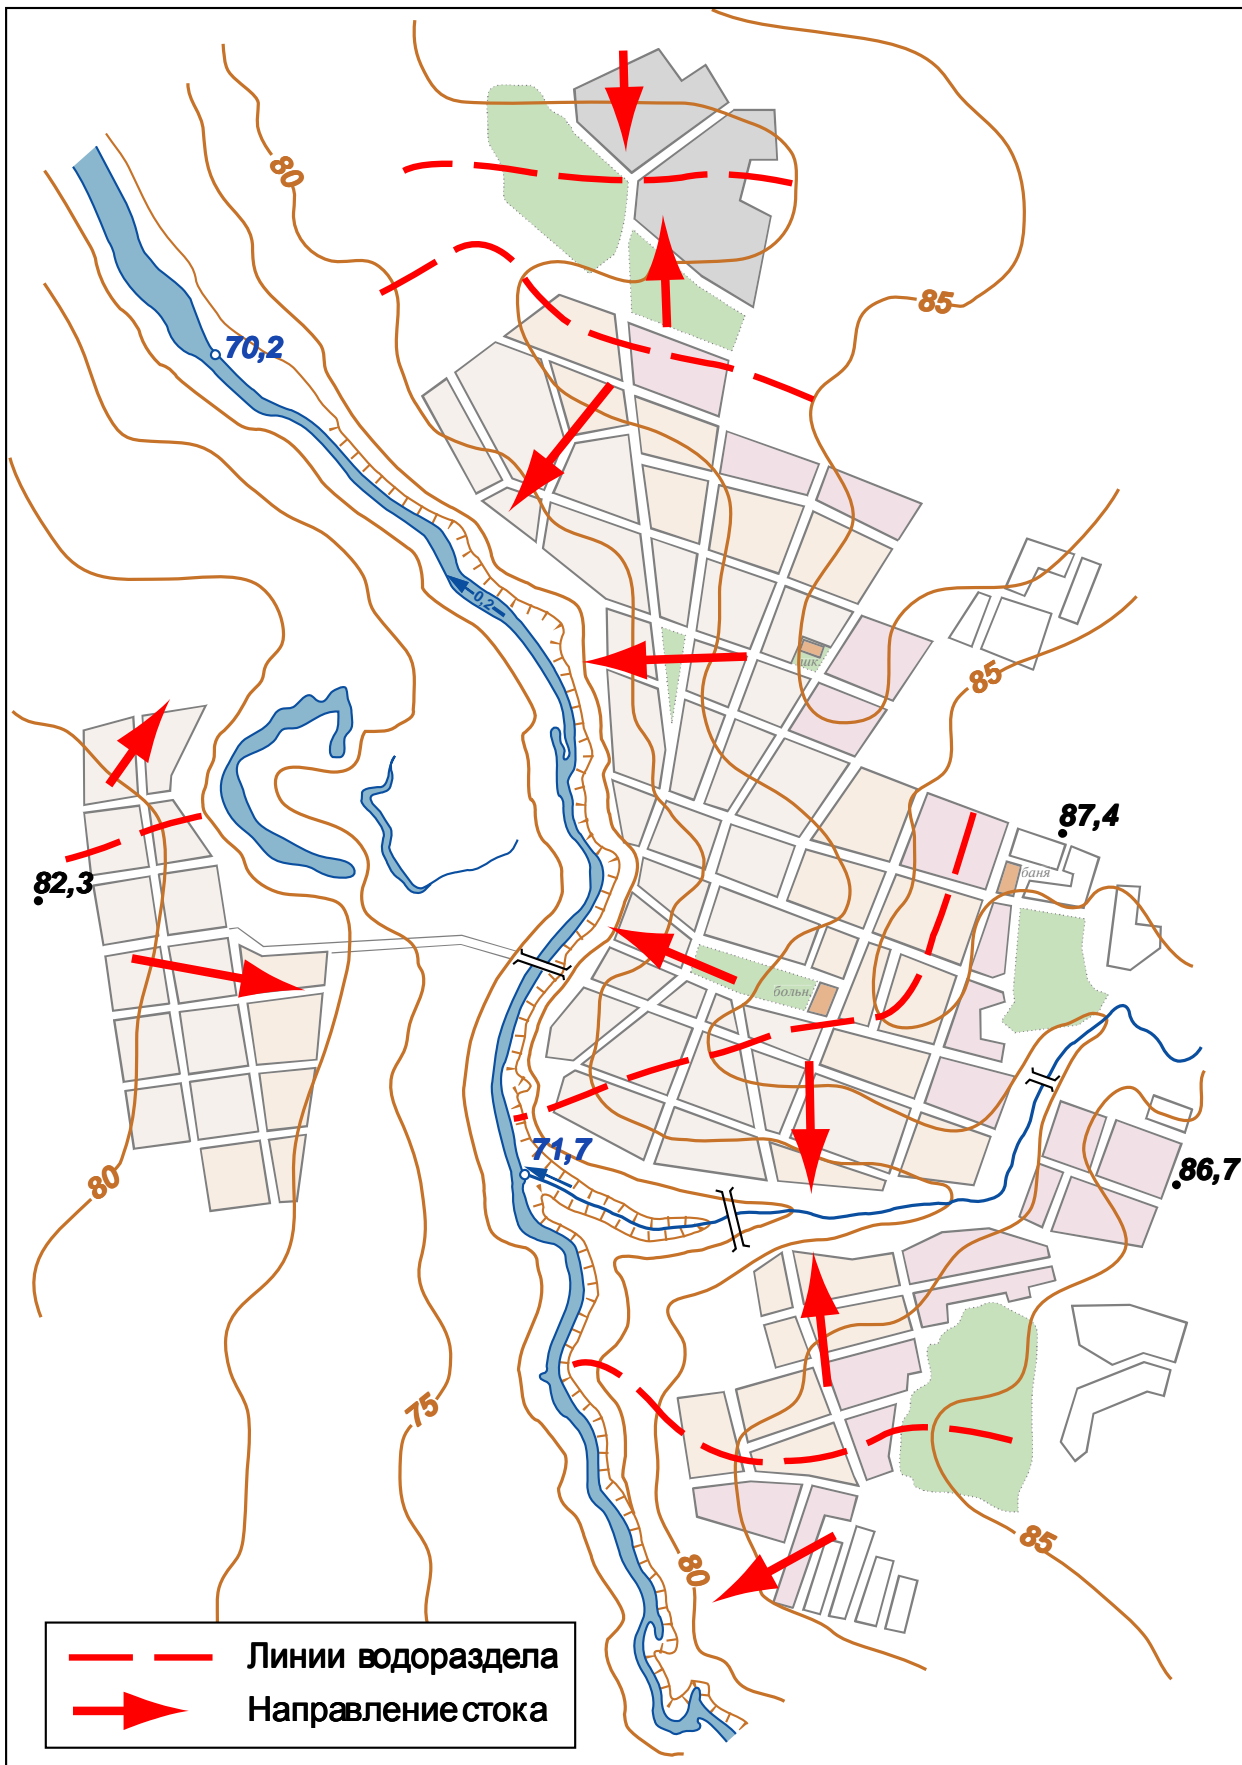 80
85
70,2
0,2
шк.
85
87,4
баня
82,3
больн.
71,7
86,7
80
75
85
80
Линии водораздела
Направление стока